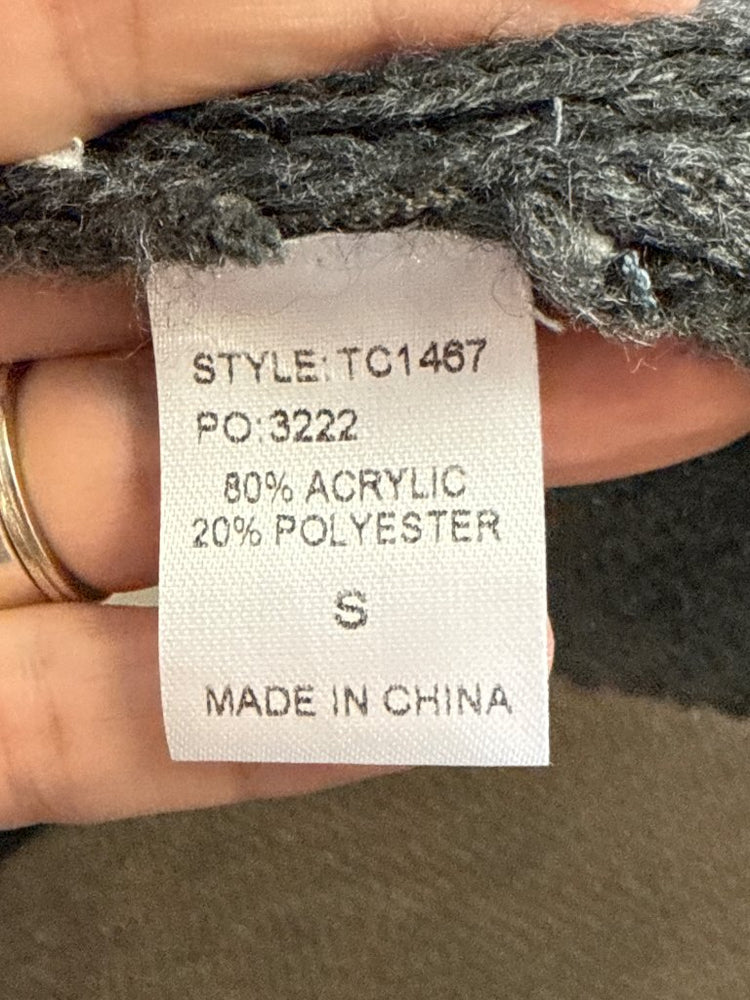 STYLE: TC1467
PO:3222
80% ACRYLIC
20% POLYESTER
S
MADE IN CHINA